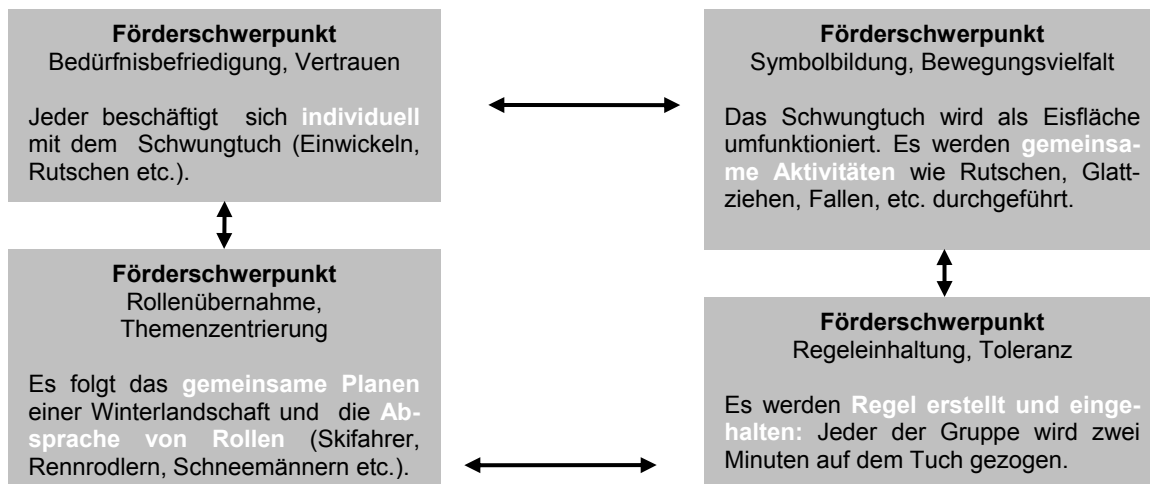 Förderschwerpunkt
Bedürfnisbefriedigung, Vertrauen
Jeder beschäftigt sich individuell
mit dem Schwungtuch (Einwickeln,
Rutschen etc.).
Förderschwerpunkt
Symbolbildung, Bewegungsvielfalt
Das Schwungtuch wird als Eisfläche
umfunktioniert. Es werden gemeinsa-
me Aktivitäten wie Rutschen, Glatt-
ziehen, Fallen, etc. durchgeführt.
Förderschwerpunkt
Rollenübernahme,
Themenzentrierung
Es folgt das gemeinsame Planen
einer Winterlandschaft und die Ab-
sprache von Rollen (Skifahrer,
Rennrodlern, Schneemännern etc.).
Förderschwerpunkt
Regeleinhaltung, Toleranz
Es werden Regel erstellt und einge-
halten: Jeder der Gruppe wird zwei
Minuten auf dem Tuch gezogen.